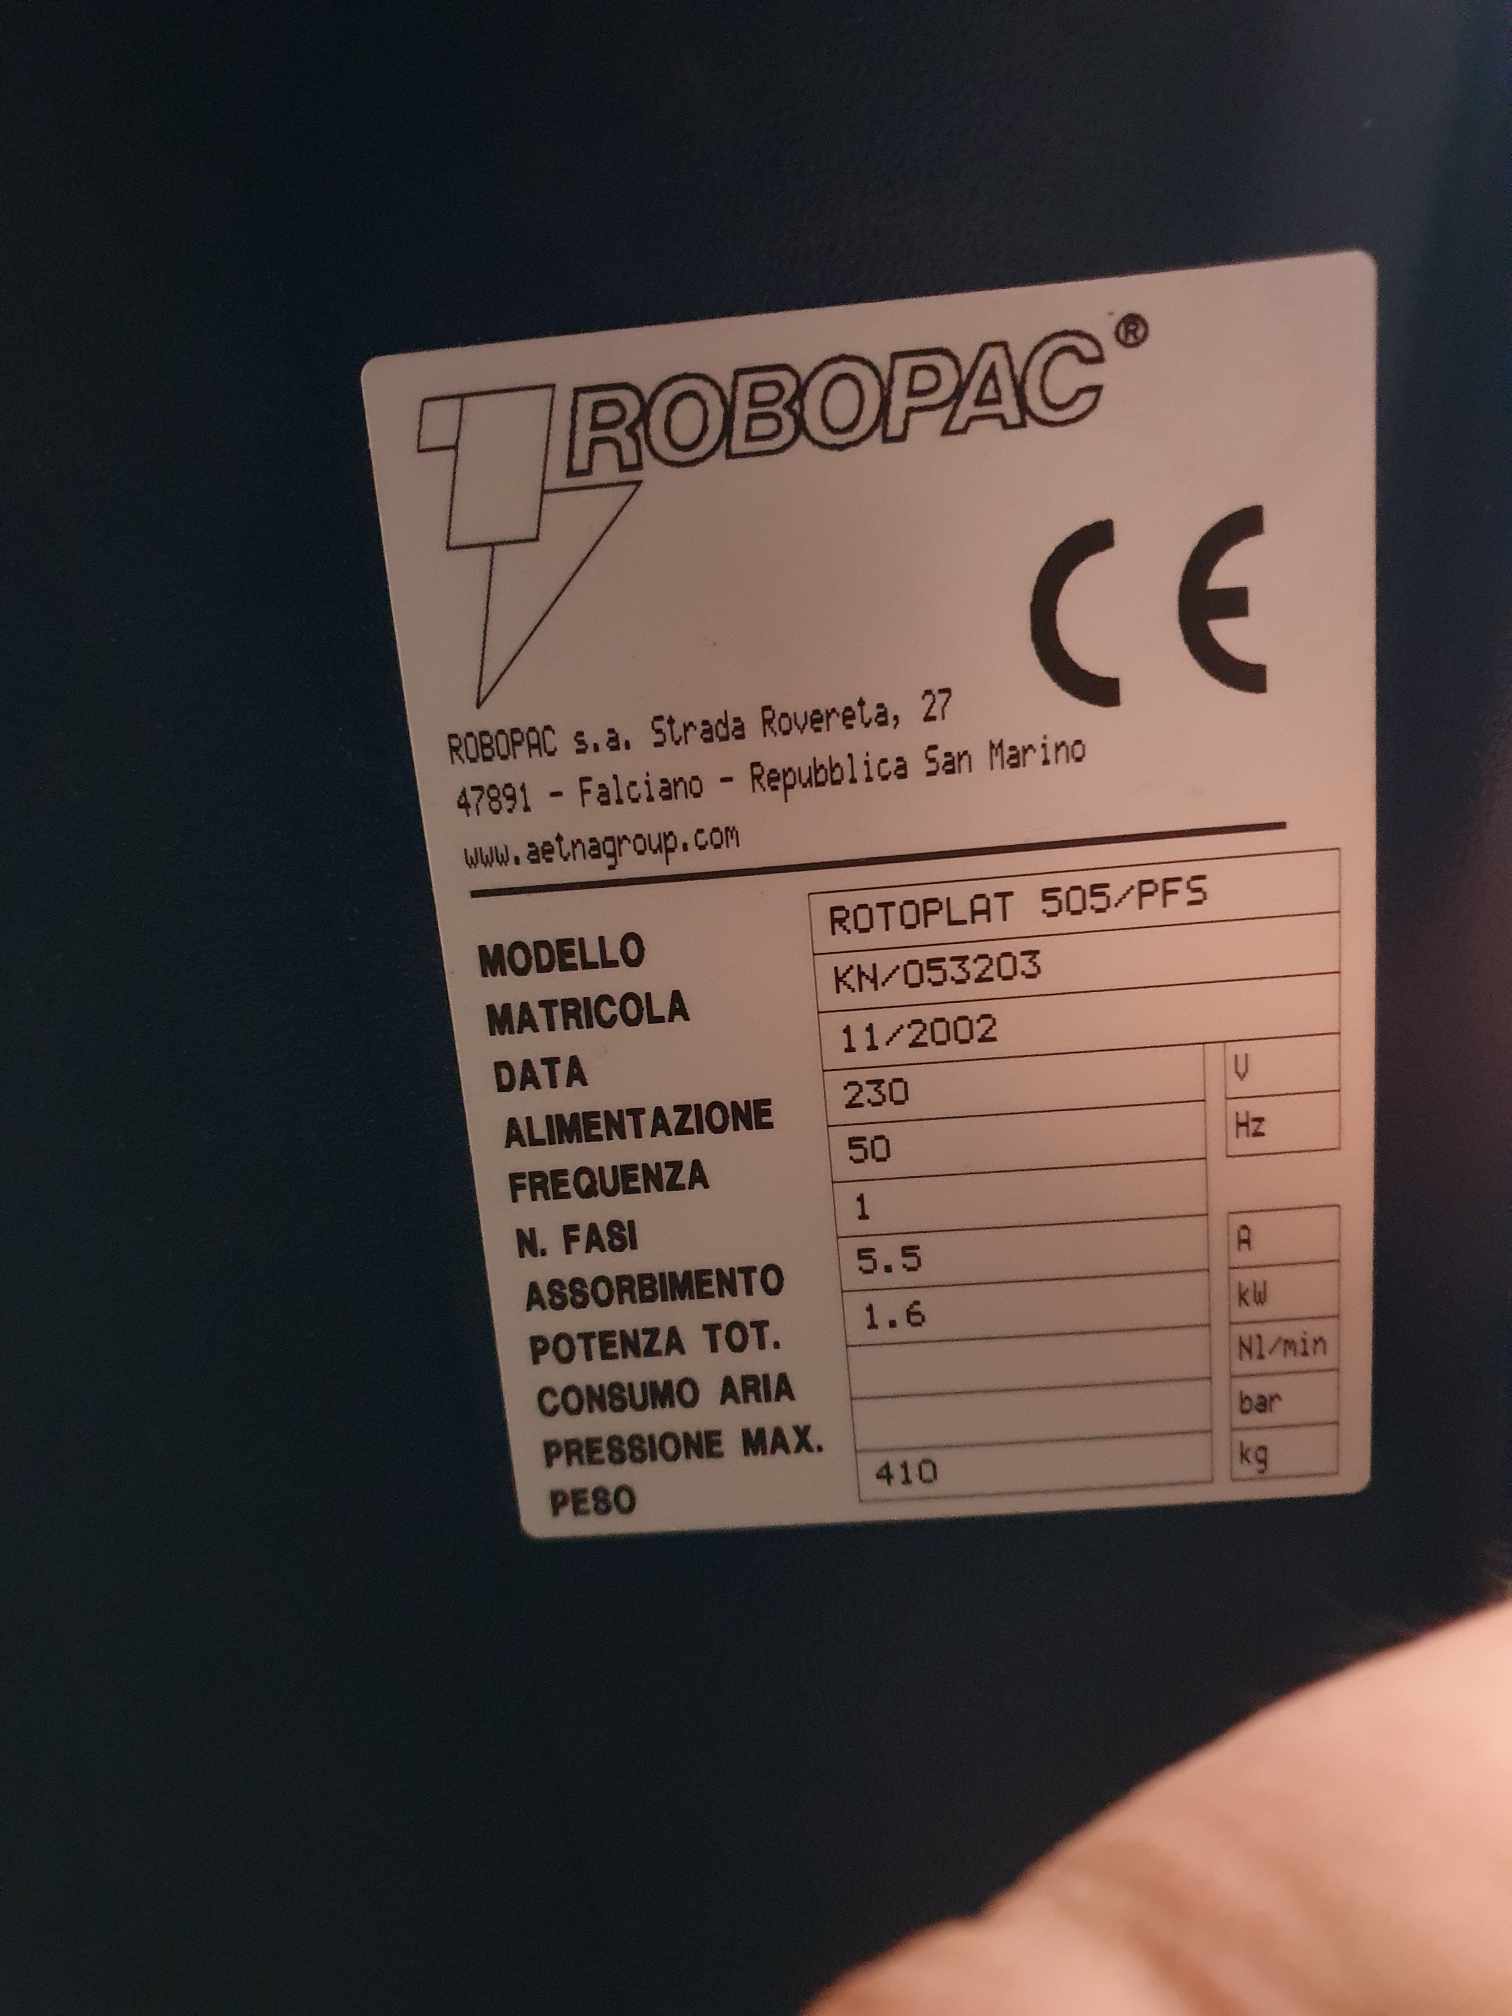 ROBOPAC®
CE
ROBOPAC s.a. Strada Rovereta, 27
47891 - Falciano - Repubblica San Marino
www.aetnagroup.com
MODELLO ROTOPLAT 505/PFS
MATRICOLA KN/053203
DATA 11/2002
ALIMENTAZIONE 230 V
FREQUENZA 50 Hz
N. FASI 1
ASSORBIMENTO 5.5 A
POTENZA TOT. 1.6 kW
CONSUMO ARIA Nl/min
PRESSIONE MAX. bar
PESO 410 kg